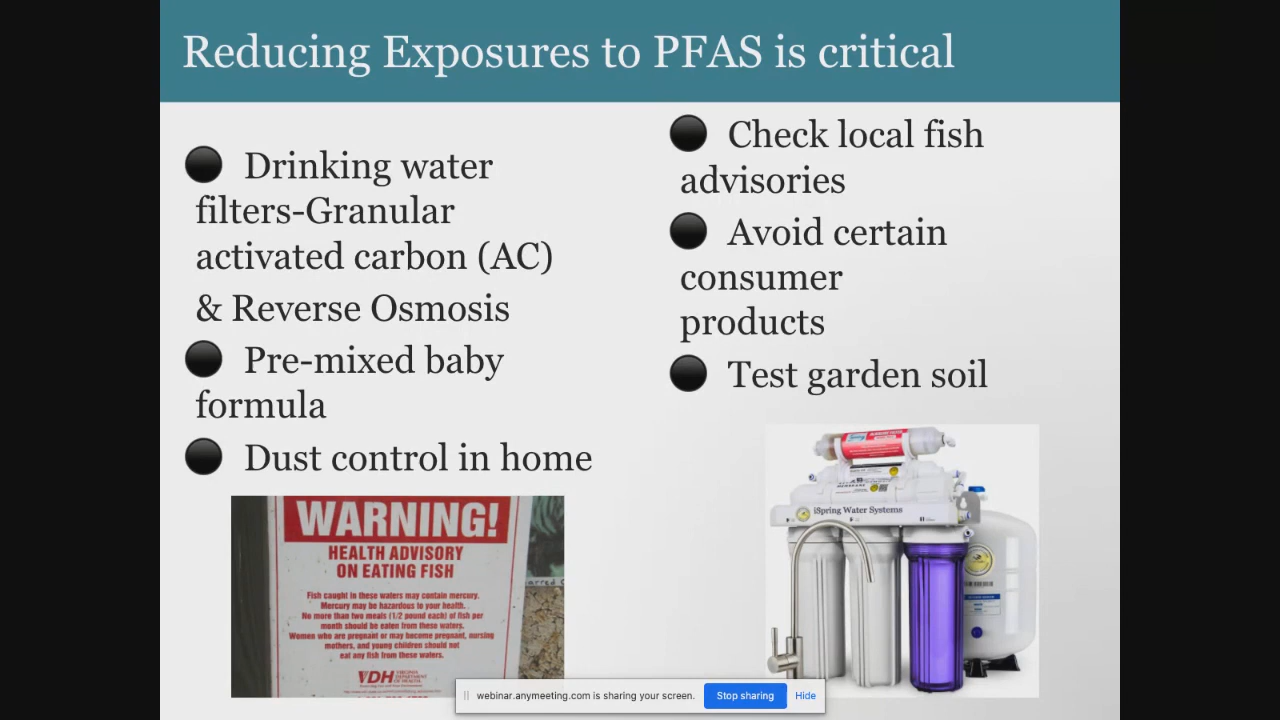 Reducing Exposures to PFAS is critical
Drinking water
filters-Granular
activated carbon (AC)
& Reverse Osmosis
Pre-mixed baby
formula
Dust control in home
Check local fish
advisories
Avoid certain
consumer
products
Test garden soil
WARNING!
HEALTH ADVISORY
ON EATING FISH
Fish caught in these waters may contain mercury.
Mercury may be hazardous to your health.
No more than two meals (1/2 pound each) of fish per
month should be eaten from these waters.
Women who are pregnant or may become pregnant, nursing
mothers, and young children should not
eat any fish from these waters.
VDH VIRGINIA
DEPARTMENT
OF HEALTH
iSpring Water Systems
webinar.anymeeting.com is sharing your screen.
Stop sharing
Hide